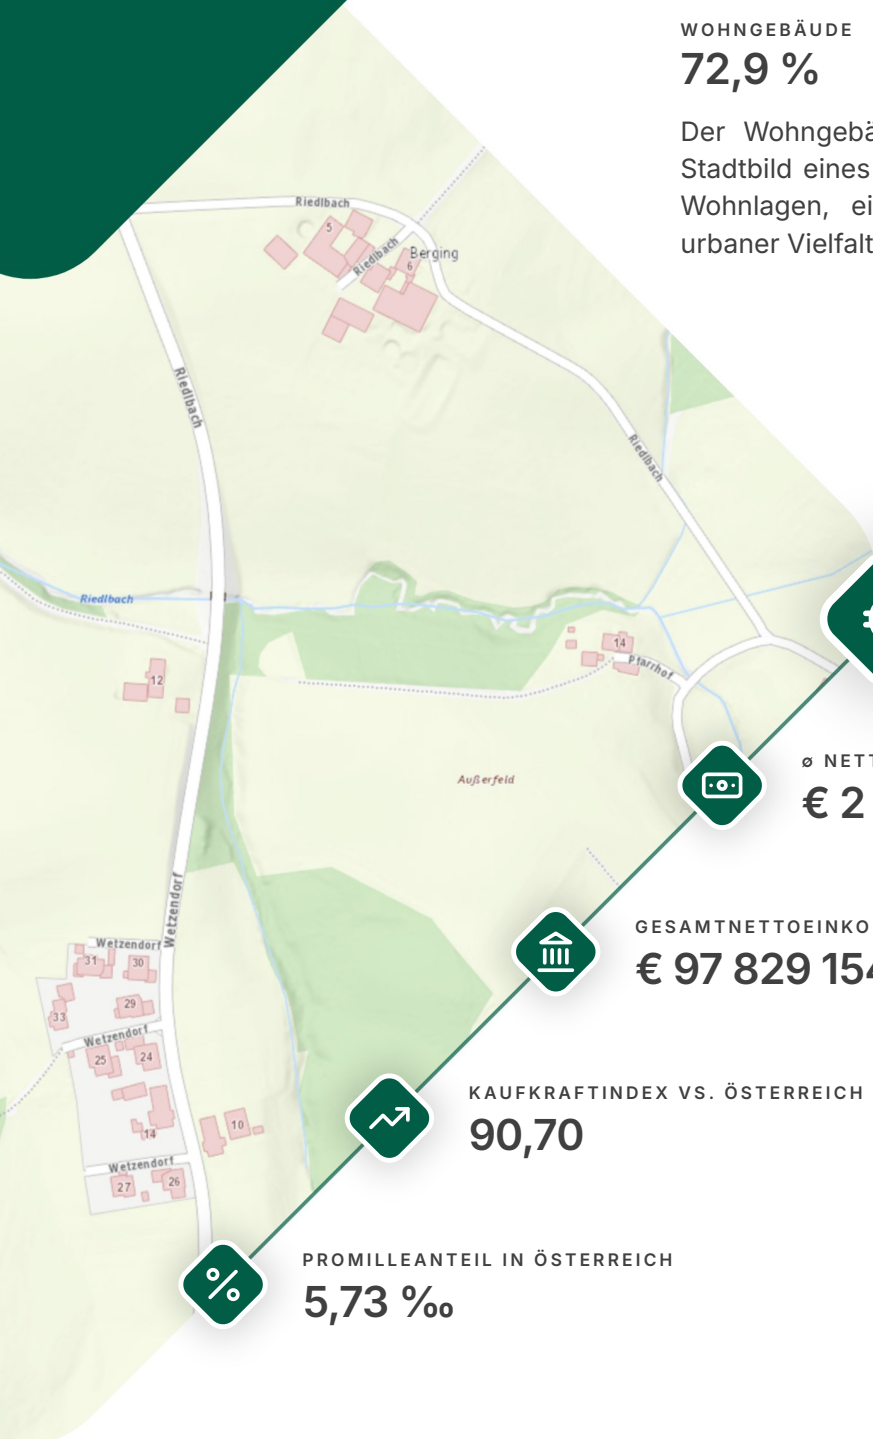 WOHNGEBÄUDE
72,9 %
Der Wohngebä
Stadtbild eines
Wohnlagen, ei
urbaner Vielfalt
Riedlbach
5
Riedlbach
Berging
6
Riedlbach
Riedlbach
Riedlbach
14
Pfarrhof
12
Außerfeld
ø NETT
€ 2
Wetzendorf
GESAMTNETTOEINKO
€ 97 829 154
Wetzendorf
31
30
29
33
Wetzendorf
25
24
14
10
KAUFKRAFTINDEX VS. ÖSTERREICH
90,70
Wetzendorf
27
26
PROMILLEANTEIL IN ÖSTERREICH
5,73 ‰